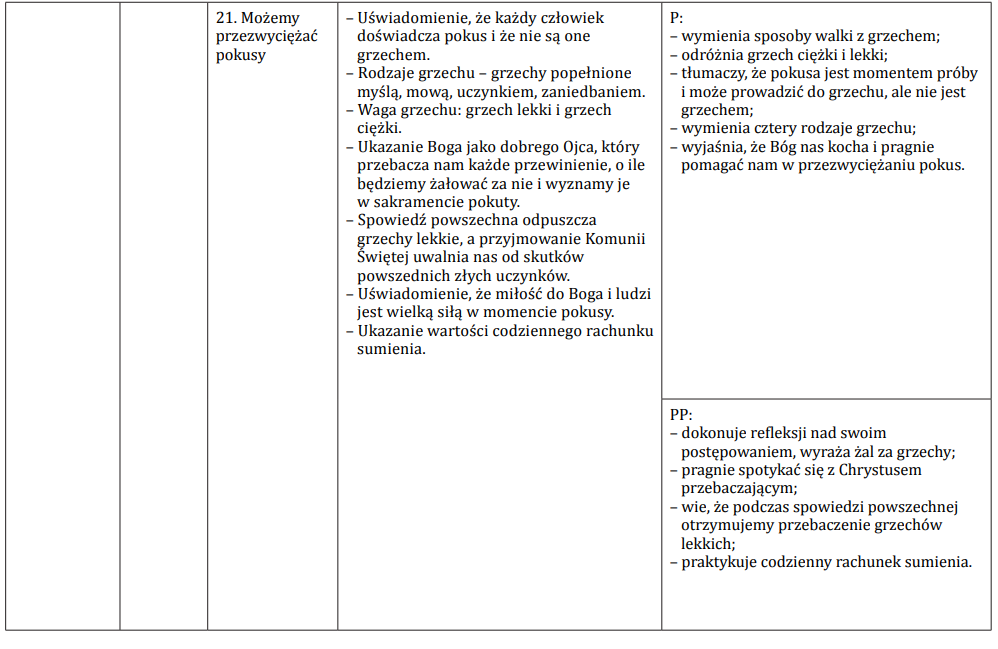 21. Możemy
przezwyciężać
pokusy
– Uświadomienie, że każdy człowiek
doświadcza pokus i że nie są one
grzechem.
– Rodzaje grzechu – grzechy popełnione
myślą, mową, uczynkiem, zaniedbaniem.
– Waga grzechu: grzech lekki i grzech
ciężki.
– Ukazanie Boga jako dobrego Ojca, który
przebacza nam każde przewinienie, o ile
będziemy żałować za nie i wyznamy je
w sakramencie pokuty.
– Spowiedź powszechna odpuszcza
grzechy lekkie, a przyjmowanie Komunii
Świętej uwalnia nas od skutków
powszednich złych uczynków.
– Uświadomienie, że miłość do Boga i ludzi
jest wielką siłą w momencie pokusy.
– Ukazanie wartości codziennego rachunku
sumienia.
P:
– wymienia sposoby walki z grzechem;
– odróżnia grzech ciężki i lekki;
– tłumaczy, że pokusa jest momentem próby
i może prowadzić do grzechu, ale nie jest
grzechem;
– wymienia cztery rodzaje grzechu;
– wyjaśnia, że Bóg nas kocha i pragnie
pomagać nam w przezwyciężaniu pokus.
PP:
– dokonuje refleksji nad swoim
postępowaniem, wyraża żal za grzechy;
– pragnie spotykać się z Chrystusem
przebaczającym;
– wie, że podczas spowiedzi powszechnej
otrzymujemy przebaczenie grzechów
lekkich;
– praktykuje codzienny rachunek sumienia.